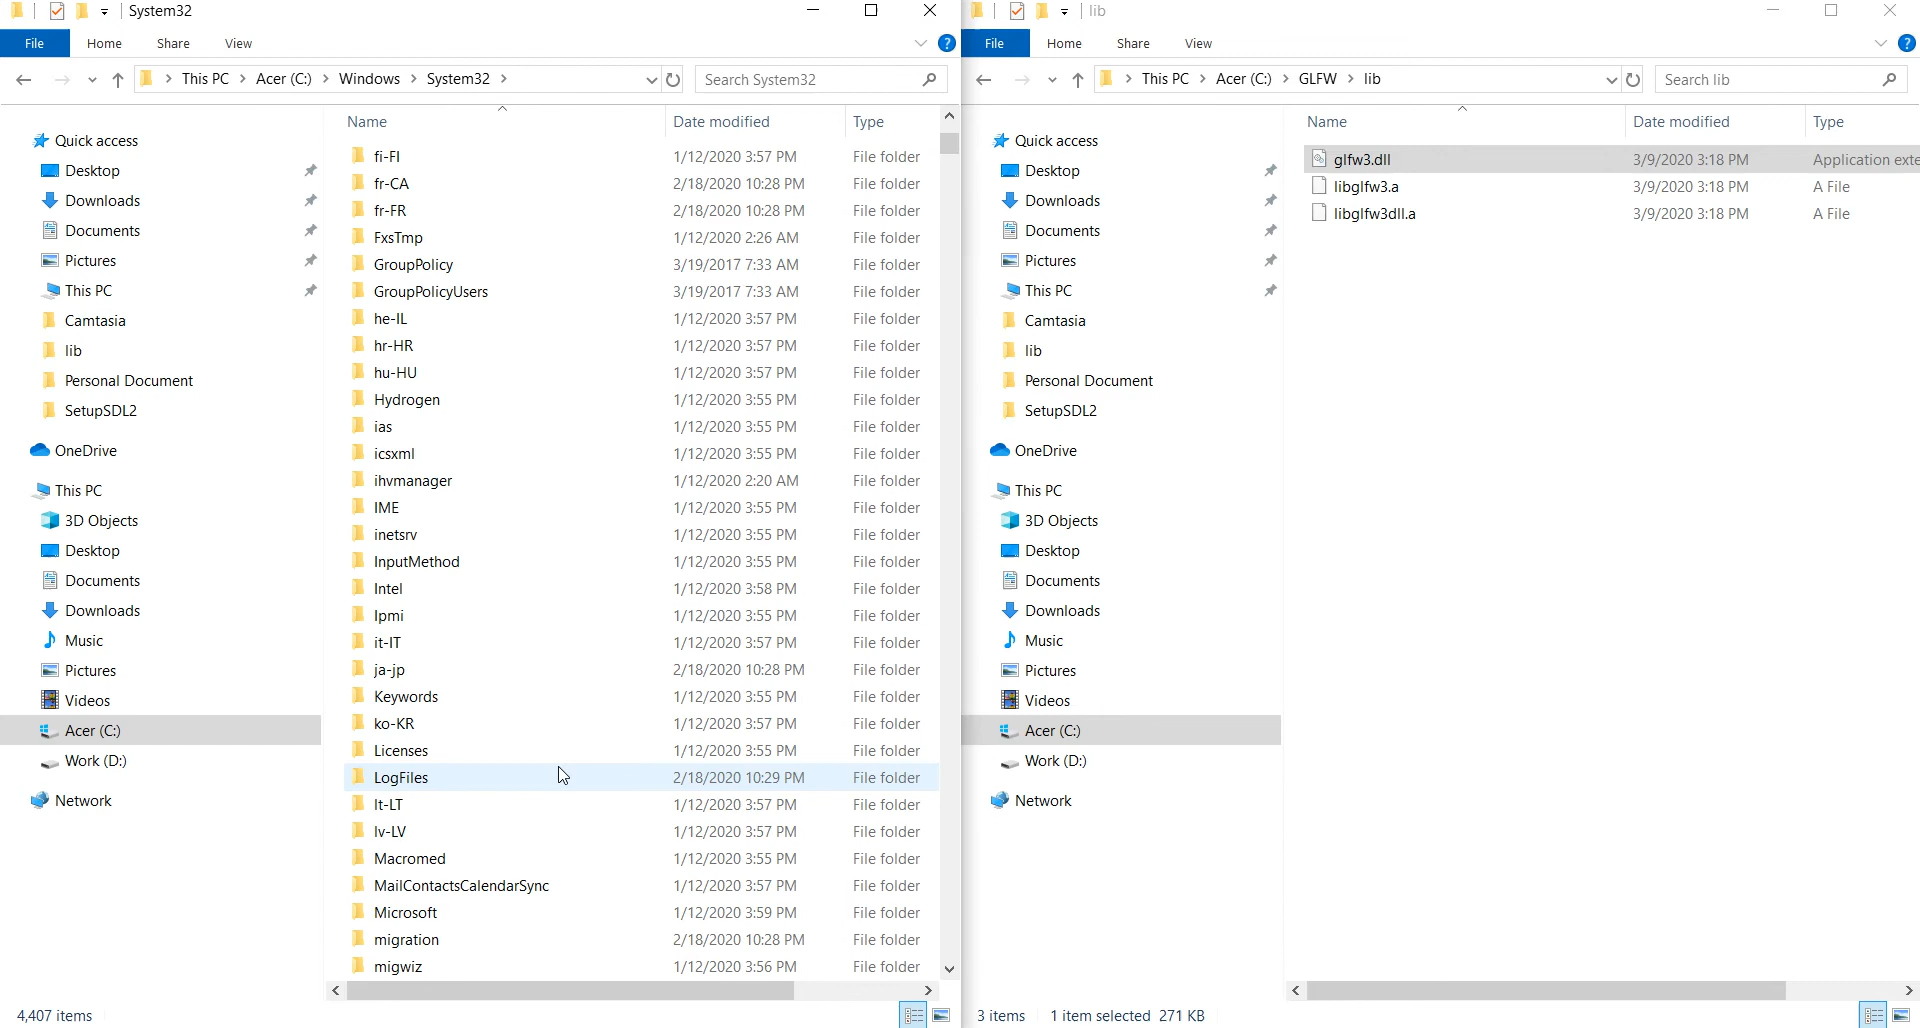 System32
File Home Share View
This PC Acer (C:) Windows System32
Search System32
Quick access
Desktop
Downloads
Documents
Pictures
This PC
Camtasia
lib
Personal Document
SetupSDL2
OneDrive
This PC
3D Objects
Desktop
Documents
Downloads
Music
Pictures
Videos
Acer (C:)
Work (D:)
Network
Name Date modified Type
fi-FI 1/12/2020 3:57 PM File folder
fr-CA 2/18/2020 10:28 PM File folder
fr-FR 2/18/2020 10:28 PM File folder
FxsTmp 1/12/2020 2:26 AM File folder
GroupPolicy 3/19/2017 7:33 AM File folder
GroupPolicyUsers 3/19/2017 7:33 AM File folder
he-IL 1/12/2020 3:57 PM File folder
hr-HR 1/12/2020 3:57 PM File folder
hu-HU 1/12/2020 3:57 PM File folder
Hydrogen 1/12/2020 3:55 PM File folder
ias 1/12/2020 3:55 PM File folder
icsxml 1/12/2020 3:55 PM File folder
ihvmanager 1/12/2020 2:20 AM File folder
IME 1/12/2020 3:55 PM File folder
inetsrv 1/12/2020 3:55 PM File folder
InputMethod 1/12/2020 3:55 PM File folder
Intel 1/12/2020 3:58 PM File folder
Ipmi 1/12/2020 3:55 PM File folder
it-IT 1/12/2020 3:57 PM File folder
ja-jp 2/18/2020 10:28 PM File folder
Keywords 1/12/2020 3:55 PM File folder
ko-KR 1/12/2020 3:57 PM File folder
Licenses 1/12/2020 3:55 PM File folder
LogFiles 2/18/2020 10:29 PM File folder
lt-LT 1/12/2020 3:57 PM File folder
lv-LV 1/12/2020 3:57 PM File folder
Macromed 1/12/2020 3:55 PM File folder
MailContactsCalendarSync 1/12/2020 3:57 PM File folder
Microsoft 1/12/2020 3:59 PM File folder
migration 2/18/2020 10:28 PM File folder
migwiz 1/12/2020 3:56 PM File folder
4,407 items
lib
File Home Share View
This PC Acer (C:) GLFW lib
Search lib
Quick access
Desktop
Downloads
Documents
Pictures
This PC
Camtasia
lib
Personal Document
SetupSDL2
OneDrive
This PC
3D Objects
Desktop
Documents
Downloads
Music
Pictures
Videos
Acer (C:)
Work (D:)
Network
Name Date modified Type
glfw3.dll 3/9/2020 3:18 PM Application exte
libglfw3.a 3/9/2020 3:18 PM A File
libglfw3dll.a 3/9/2020 3:18 PM A File
3 items 1 item selected 271 KB